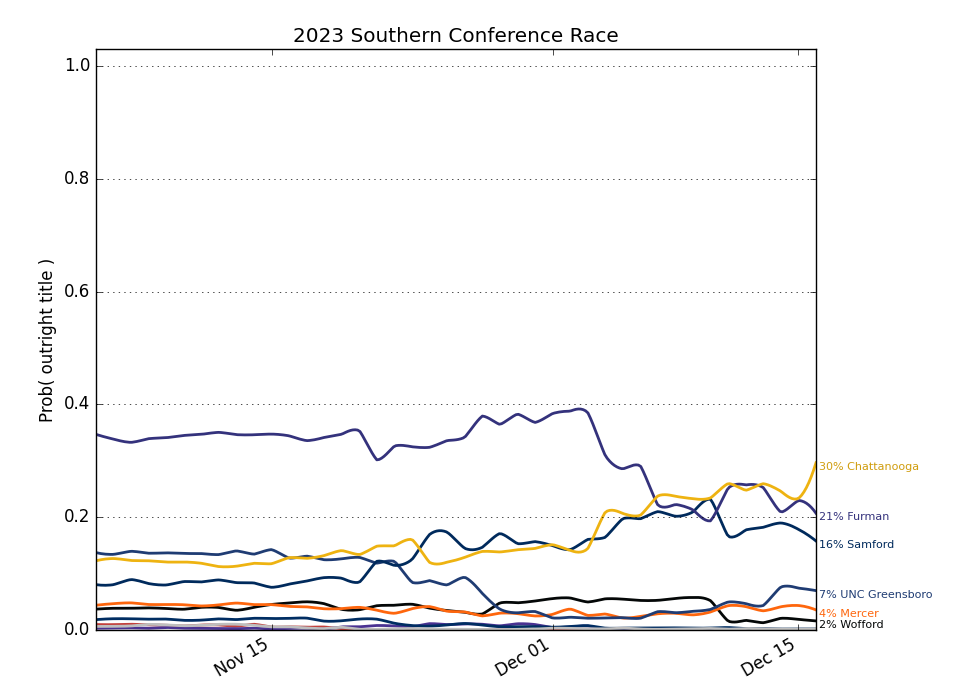 2023 Southern Conference Race
Prob( outright title )
1.0
0.8
0.6
0.4
0.2
0.0
30% Chattanooga
21% Furman
16% Samford
7% UNC Greensboro
4% Mercer
2% Wofford
Nov 15
Dec 01
Dec 15